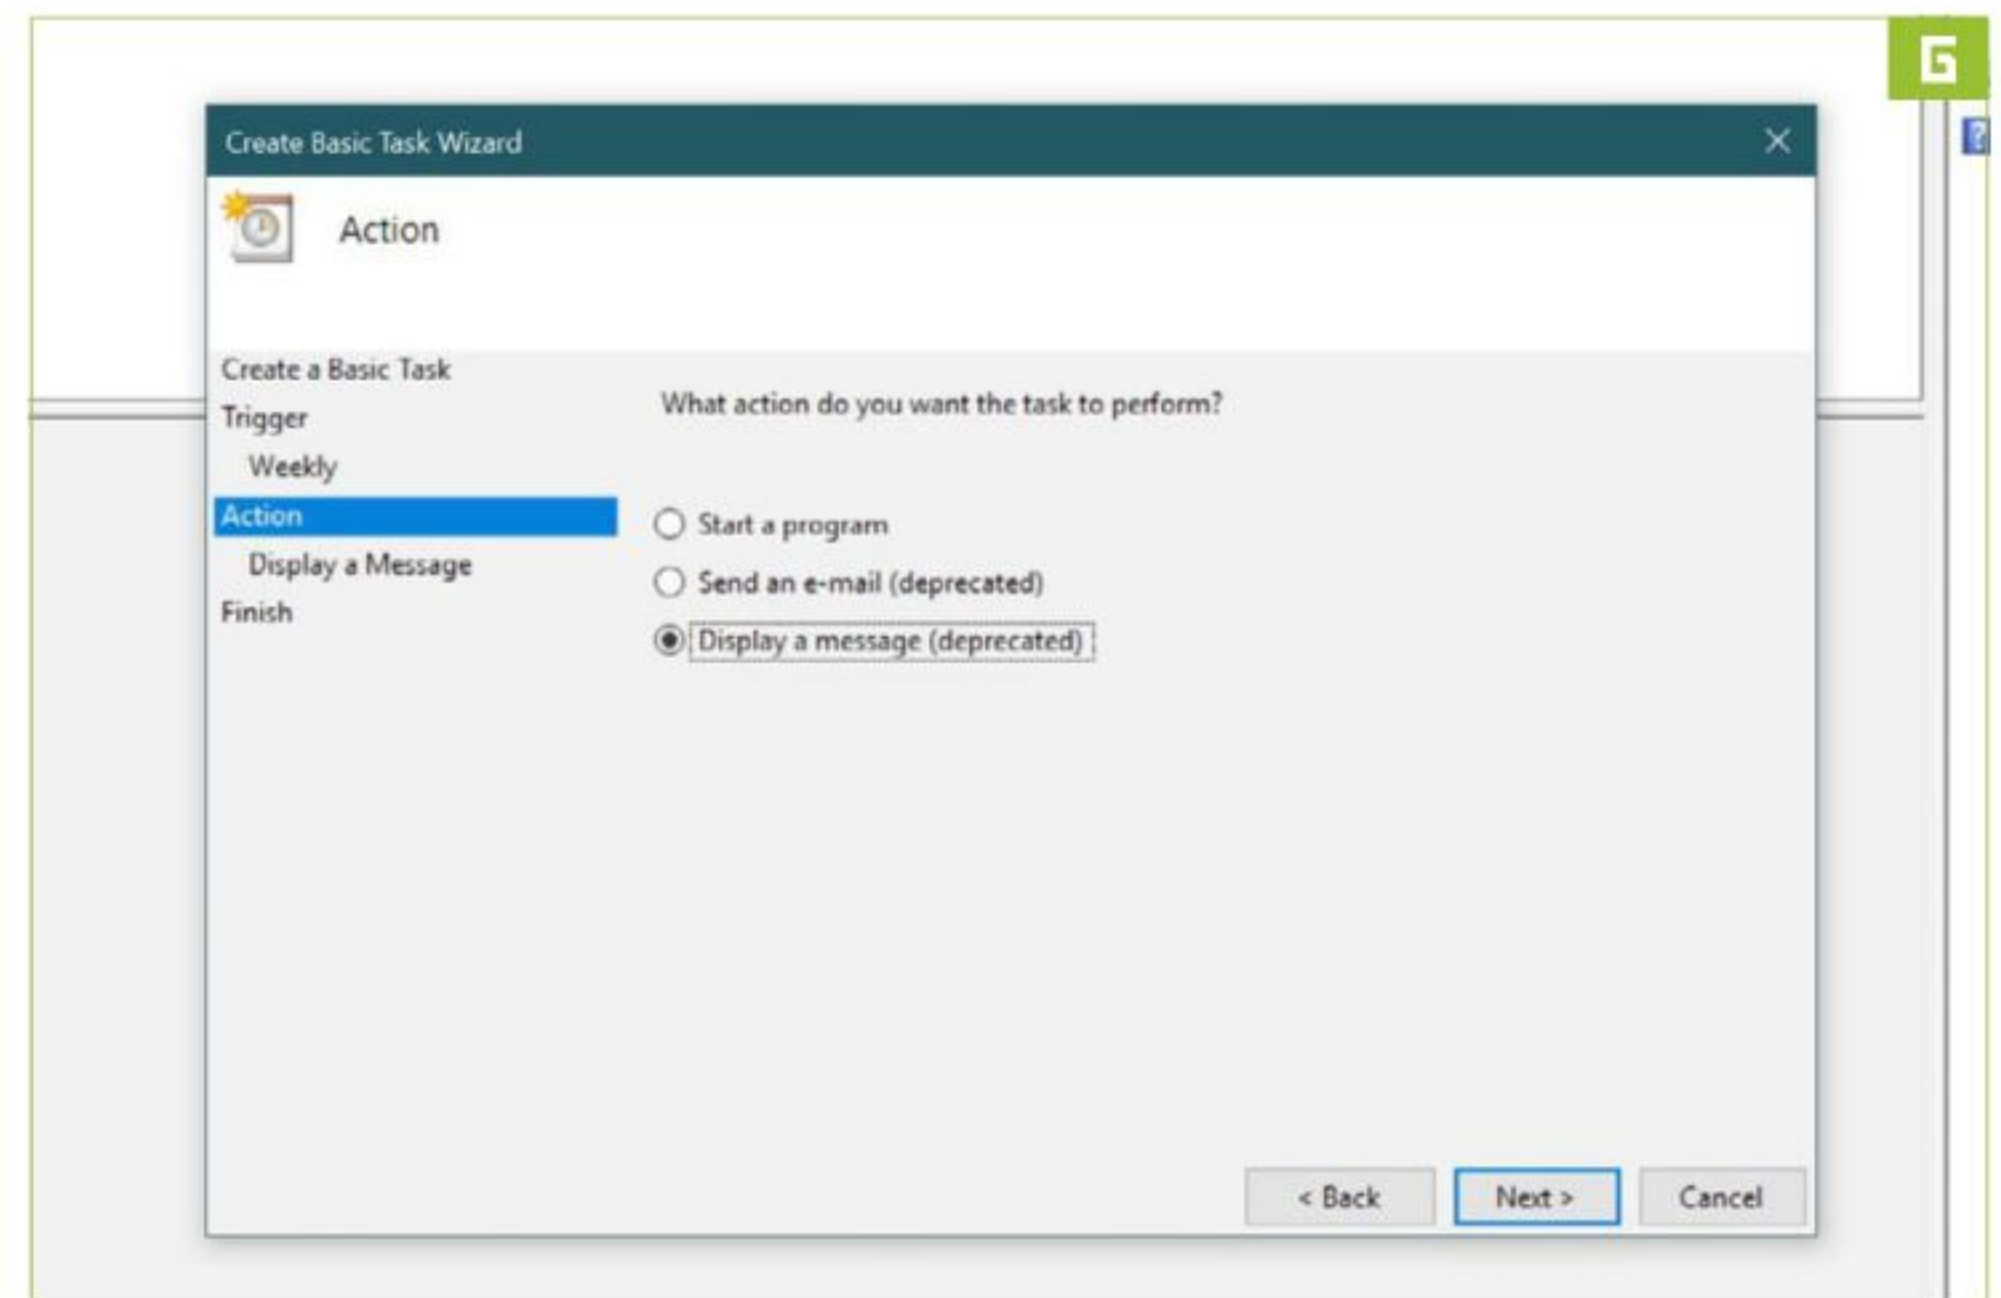 G
Create Basic Task Wizard
Action
Create a Basic Task
Trigger
Weekly
Action
Display a Message
Finish
What action do you want the task to perform?
Start a program
Send an e-mail (deprecated)
Display a message (deprecated)
< Back
Next >
Cancel
?